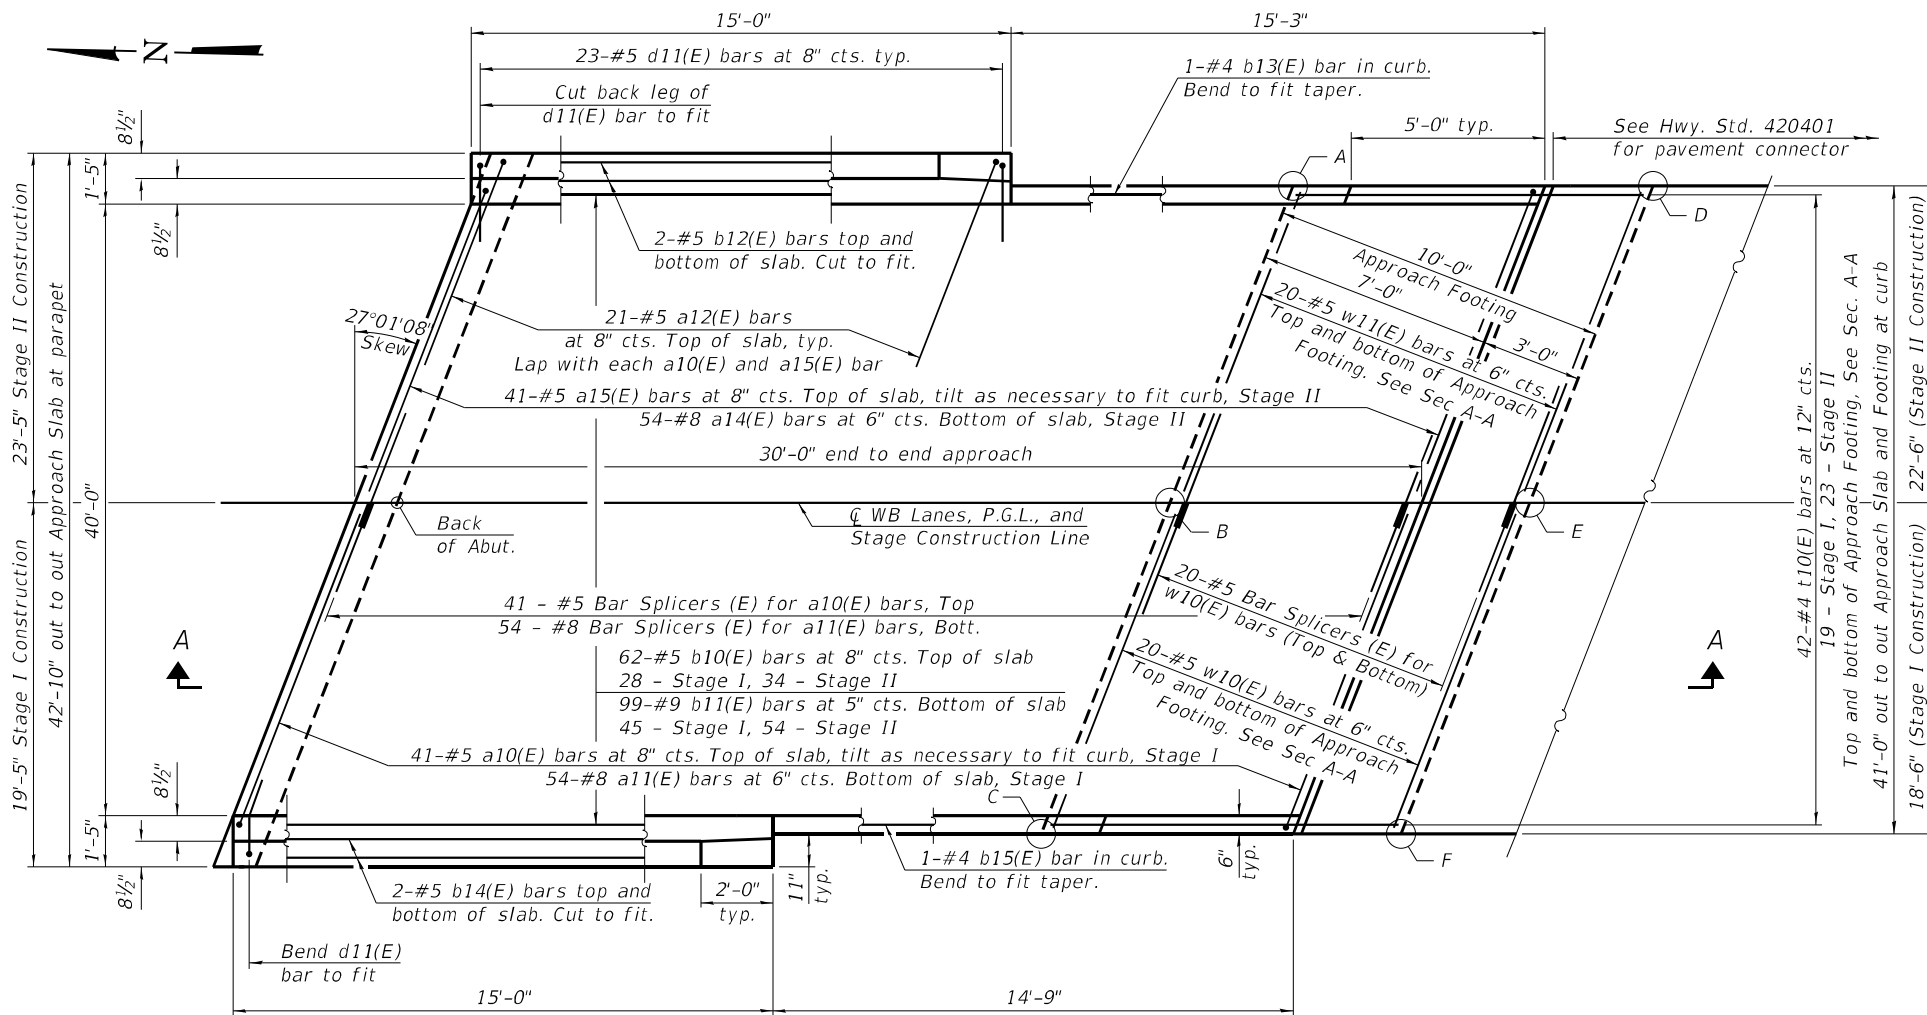 15'-0"
15'-3"
N
23-#5 d11(E) bars at 8" cts. typ.
Cut back leg of
d11(E) bar to fit
1-#4 b13(E) bar in curb.
Bend to fit taper.
5'-0" typ.
See Hwy. Std. 420401
for pavement connector
8½"
1'-5"
8½"
A
D
2-#5 b12(E) bars top and
bottom of slab. Cut to fit.
10'-0"
Approach Footing
7'-0"
3'-0"
20-#5 w11(E) bars at 6" cts.
Top and bottom of Approach
Footing. See Sec A-A
27°01'08"
Skew
21-#5 a12(E) bars
at 8" cts. Top of slab, typ.
Lap with each a10(E) and a15(E) bar
41-#5 a15(E) bars at 8" cts. Top of slab, tilt as necessary to fit curb, Stage II
54-#8 a14(E) bars at 6" cts. Bottom of slab, Stage II
30'-0" end to end approach
23'-5" Stage II Construction
19'-5" Stage I Construction
42'-10" out to out Approach Slab at parapet
40'-0"
Back
of Abut.
℄ WB Lanes, P.G.L., and
Stage Construction Line
B
E
41 - #5 Bar Splicers (E) for a10(E) bars, Top
54 - #8 Bar Splicers (E) for a11(E) bars, Bott.
20-#5 Bar Splicers (E) for
w10(E) bars (Top & Bottom)
A
A
62-#5 b10(E) bars at 8" cts. Top of slab
28 - Stage I, 34 - Stage II
99-#9 b11(E) bars at 5" cts. Bottom of slab
45 - Stage I, 54 - Stage II
20-#5 w10(E) bars at 6" cts.
Top and bottom of Approach
Footing. See Sec A-A
41-#5 a10(E) bars at 8" cts. Top of slab, tilt as necessary to fit curb, Stage I
54-#8 a11(E) bars at 6" cts. Bottom of slab, Stage I
42-#4 t10(E) bars at 12" cts.
19 - Stage I, 23 - Stage II
Top and bottom of Approach Footing, See Sec. A-A
41'-0" out to out Approach Slab and Footing at curb
22'-6" (Stage II Construction)
18'-6" (Stage I Construction)
8½"
1'-5"
8½"
C
F
2-#5 b14(E) bars top and
bottom of slab. Cut to fit.
2'-0"
typ.
11"
typ.
1-#4 b15(E) bar in curb.
Bend to fit taper.
6"
typ.
Bend d11(E)
bar to fit
15'-0"
14'-9"